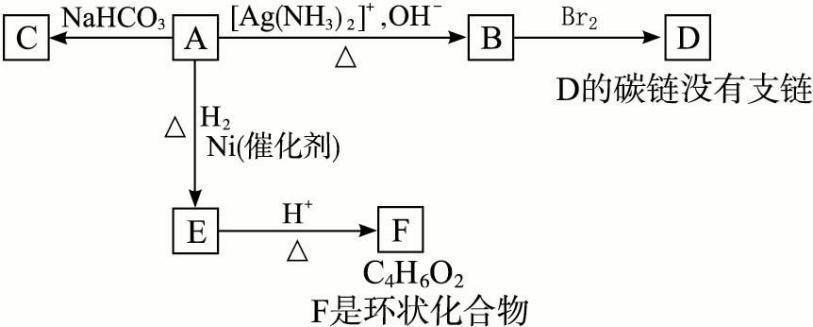 C NaHCO₃ A [Ag(NH₃)₂]⁺,OH⁻ B Br₂ D
△
D的碳链没有支链
△ H₂
Ni(催化剂)
E H⁺ F
△
C₄H₆O₂
F是环状化合物